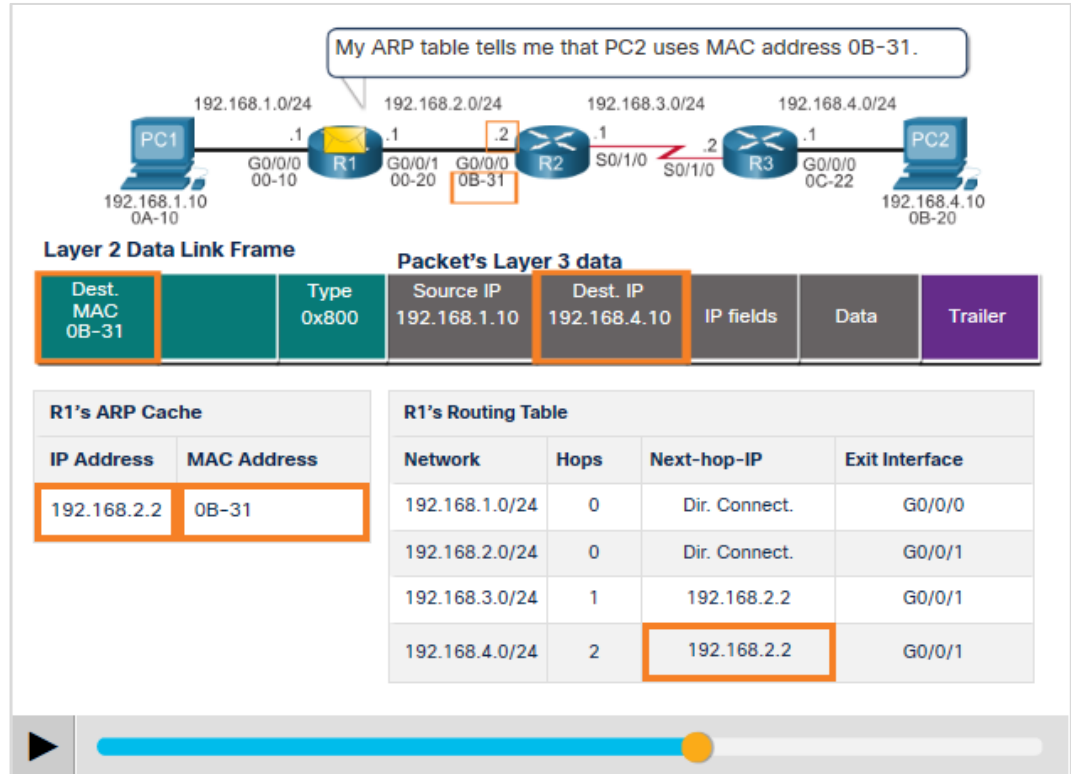 My ARP table tells me that PC2 uses MAC address 0B-31.
192.168.1.0/24 192.168.2.0/24 192.168.3.0/24 192.168.4.0/24
PC1 .1 R1 .1 .2 R2 .1 .2 R3 .1 PC2
G0/0/0 G0/0/1 G0/0/0 S0/1/0 S0/1/0 G0/0/0
00-10 00-20 0B-31 0C-22
192.168.1.10 192.168.4.10
0A-10 0B-20
Layer 2 Data Link Frame
Packet's Layer 3 data
Dest. MAC 0B-31
Type 0x800
Source IP 192.168.1.10
Dest. IP 192.168.4.10
IP fields
Data
Trailer
R1's ARP Cache
IP Address MAC Address
192.168.2.2 0B-31
R1's Routing Table
Network Hops Next-hop-IP Exit Interface
192.168.1.0/24 0 Dir. Connect. G0/0/0
192.168.2.0/24 0 Dir. Connect. G0/0/1
192.168.3.0/24 1 192.168.2.2 G0/0/1
192.168.4.0/24 2 192.168.2.2 G0/0/1